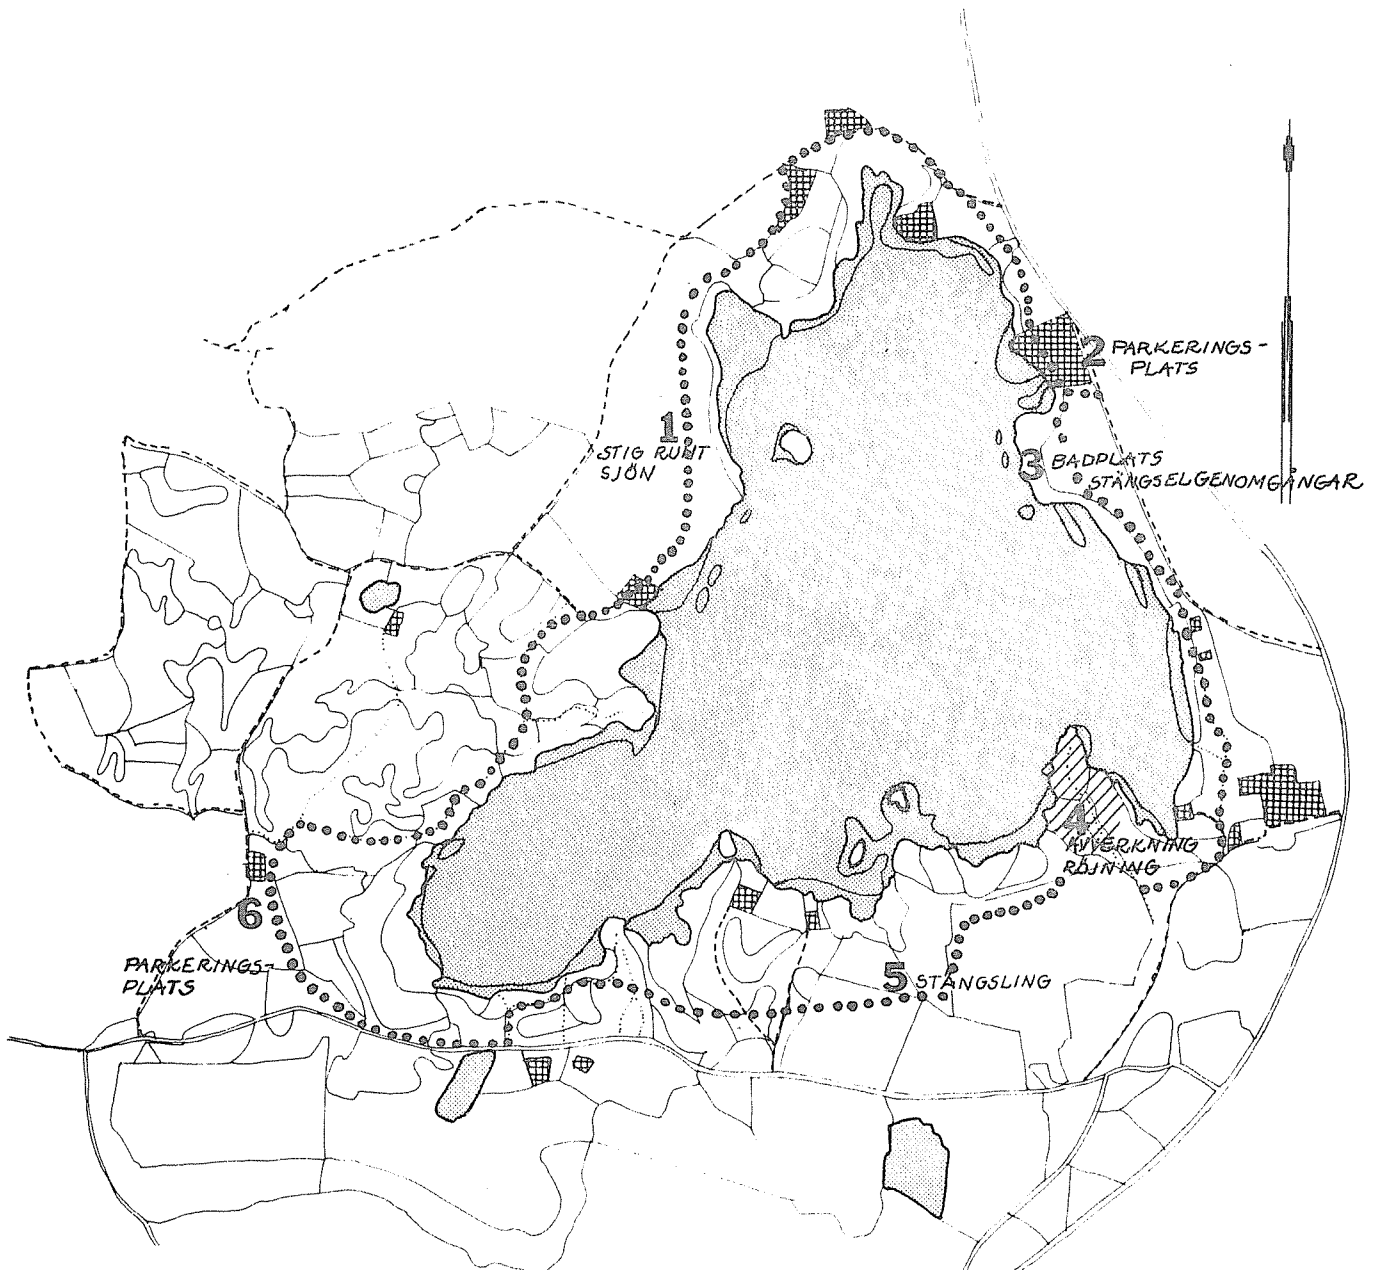 2 PARKERINGS-
PLATS
1
STIG RUNT
SJÖN
3 BADPLATS
STÄNGSELGENOMGÅNGAR
4
AVVERKNING
RÖJNING
6
PARKERINGS-
PLATS
5 STÄNGSLING